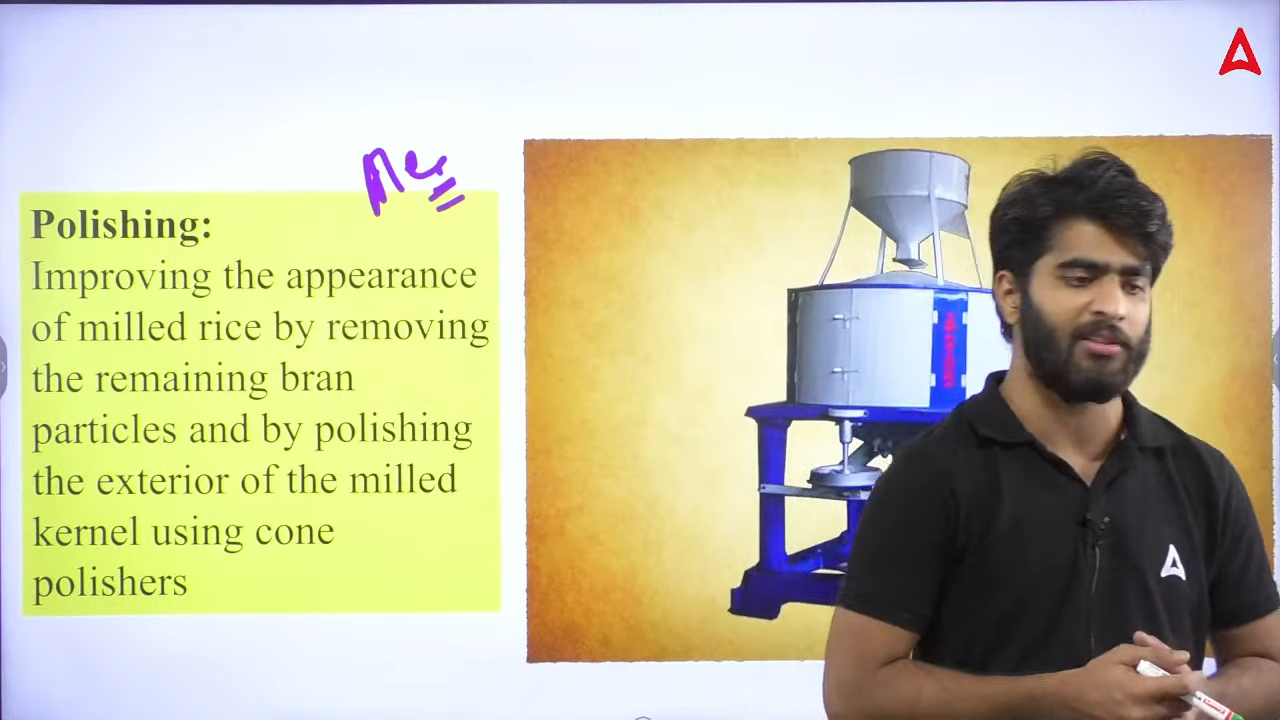 Polishing:
Improving the appearance
of milled rice by removing
the remaining bran
particles and by polishing
the exterior of the milled
kernel using cone
polishers